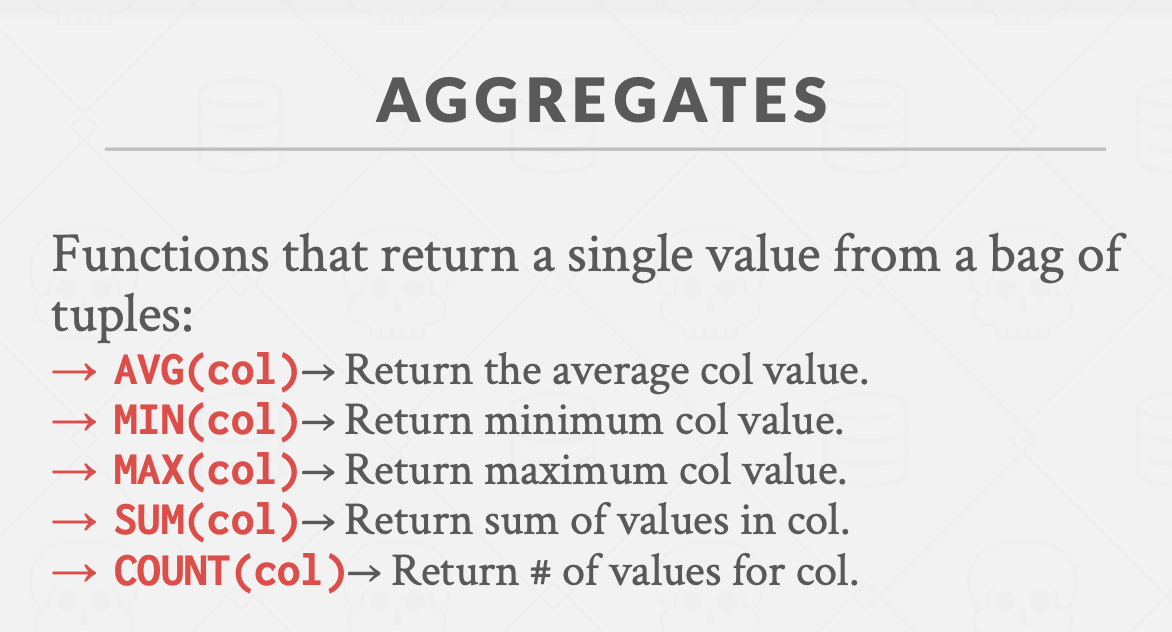 AGGREGATES
Functions that return a single value from a bag of
tuples:
→ AVG(col)→ Return the average col value.
→ MIN(col)→ Return minimum col value.
→ MAX(col)→ Return maximum col value.
→ SUM(col)→ Return sum of values in col.
→ COUNT(col)→ Return # of values for col.